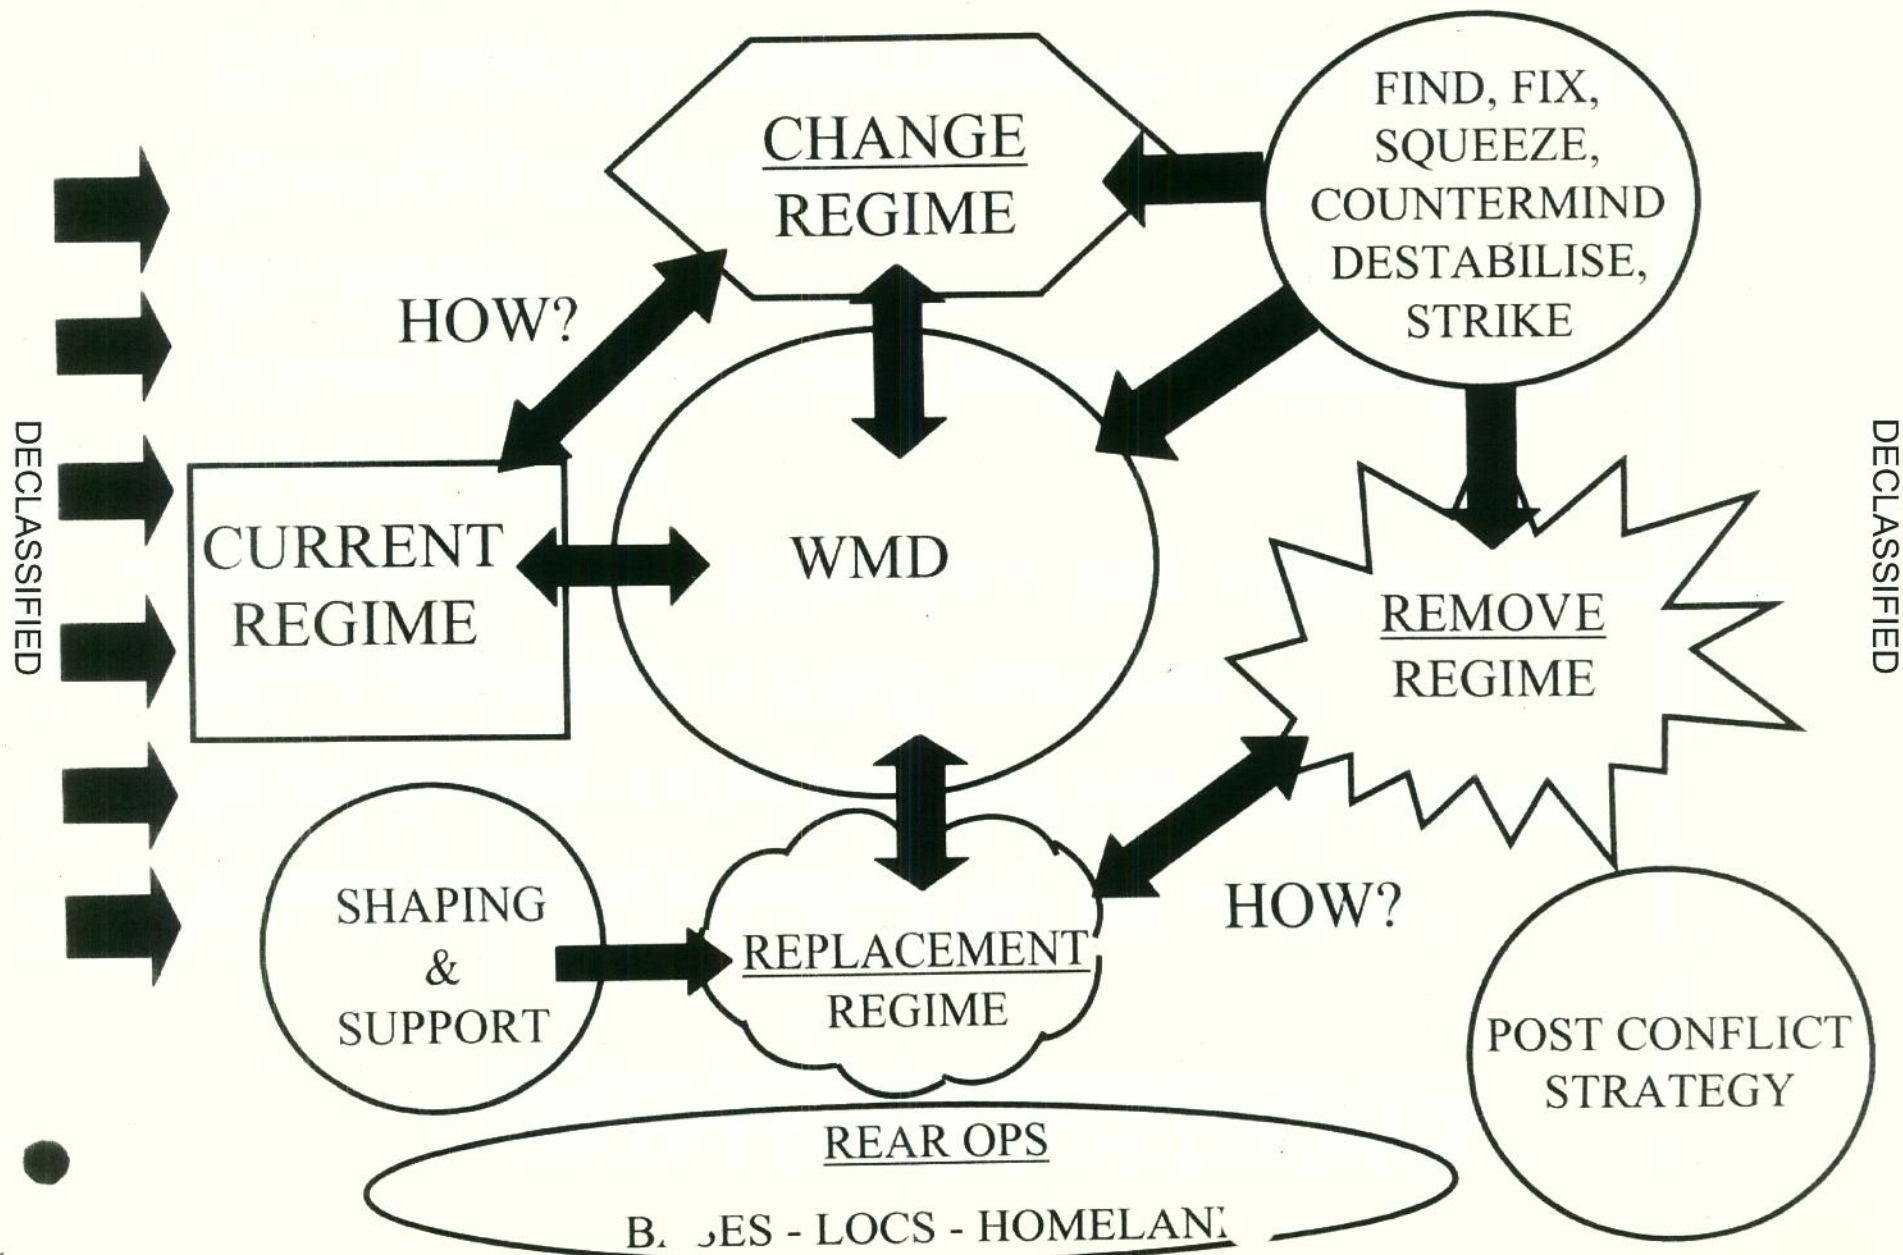 CHANGE
REGIME
FIND, FIX,
SQUEEZE,
COUNTERMIND
DESTABILISE,
STRIKE
HOW?
DECLASSIFIED
CURRENT
REGIME
WMD
REMOVE
REGIME
DECLASSIFIED
SHAPING
&
SUPPORT
REPLACEMENT
REGIME
HOW?
POST CONFLICT
STRATEGY
REAR OPS
- LOCS -